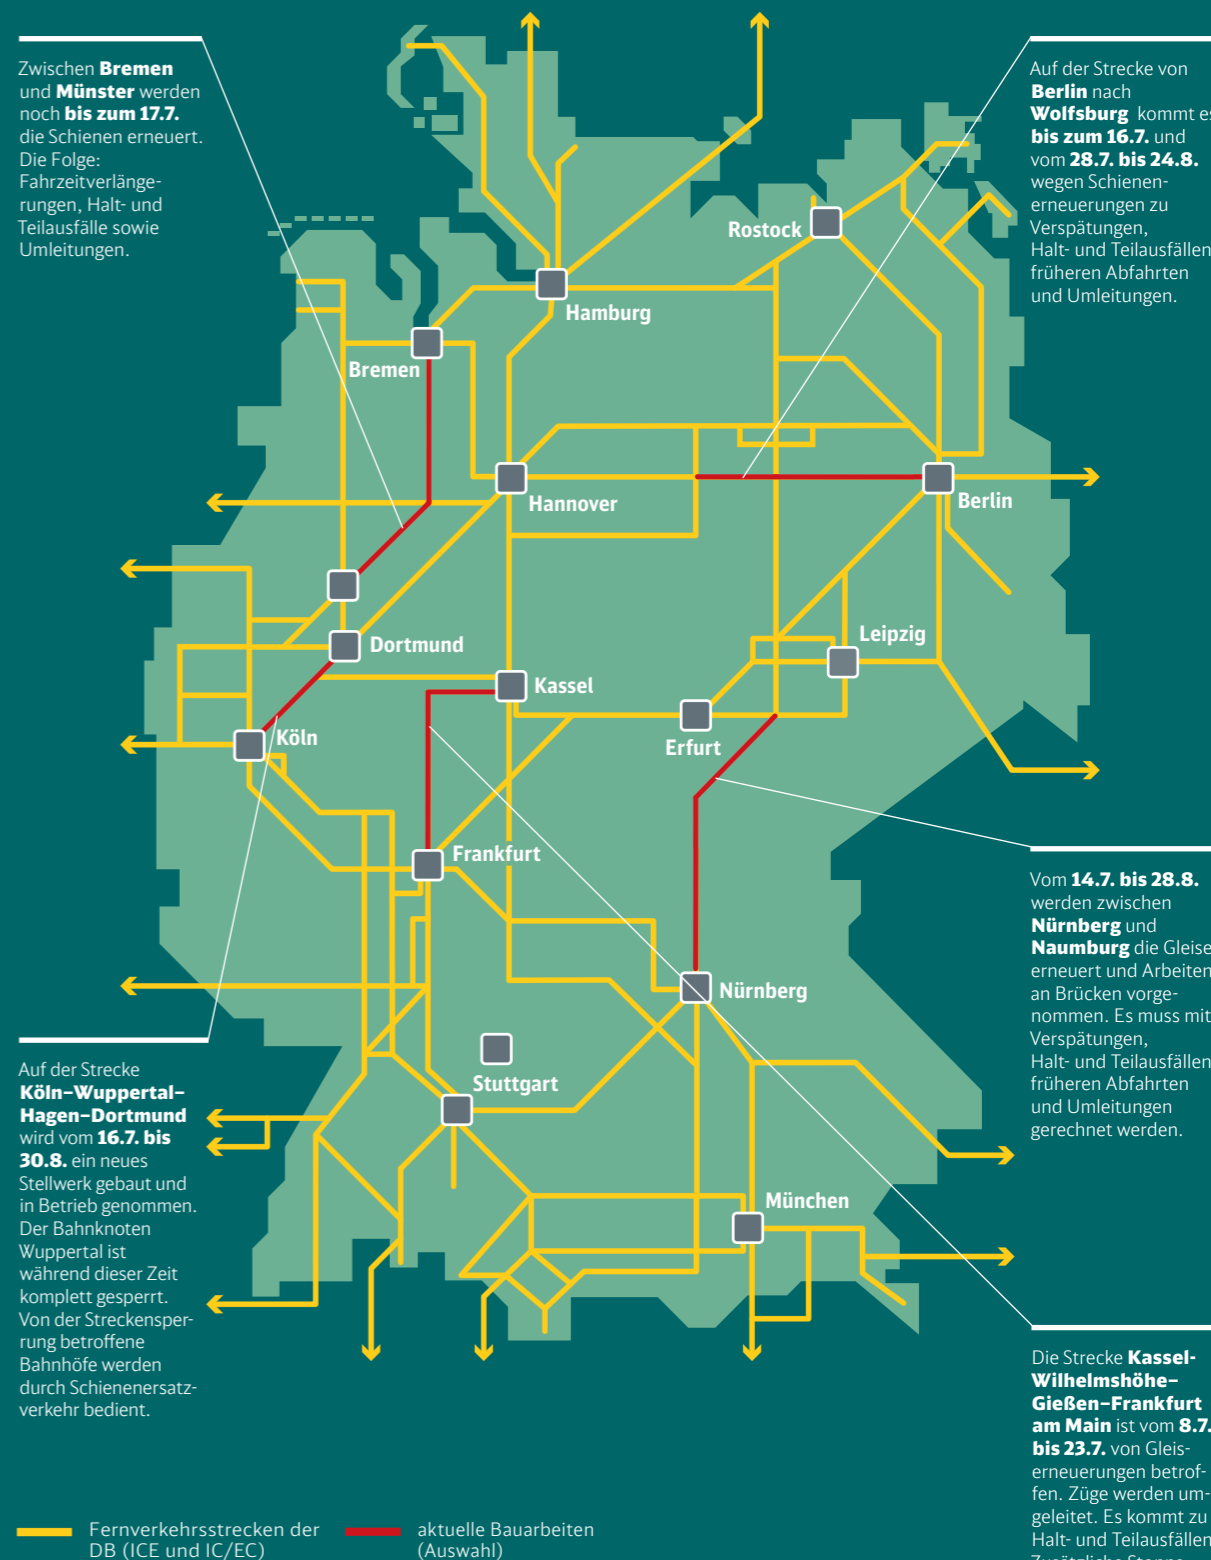 Zwischen Bremen
und Münster werden
noch bis zum 17.7.
die Schienen erneuert.
Die Folge:
Fahrzeitverlänge-
rungen, Halt- und
Teilausfälle sowie
Umleitungen.
Auf der Strecke von
Berlin nach
Wolfsburg kommt es
bis zum 16.7. und
vom 28.7. bis 24.8.
wegen Schienen-
erneuerungen zu
Verspätungen,
Halt- und Teilausfällen
früheren Abfahrten
und Umleitungen.
Rostock
Hamburg
Bremen
Hannover
Berlin
Dortmund
Leipzig
Kassel
Köln
Erfurt
Frankfurt
Nürnberg
Stuttgart
München
Vom 14.7. bis 28.8.
werden zwischen
Nürnberg und
Naumburg die Gleise
erneuert und Arbeiten
an Brücken vorge-
nommen. Es muss mit
Verspätungen,
Halt- und Teilausfällen
früheren Abfahrten
und Umleitungen
gerechnet werden.
Auf der Strecke
Köln–Wuppertal–
Hagen–Dortmund
wird vom 16.7. bis
30.8. ein neues
Stellwerk gebaut und
in Betrieb genommen.
Der Bahnknoten
Wuppertal ist
während dieser Zeit
komplett gesperrt.
Von der Streckensper-
rung betroffene
Bahnhöfe werden
durch Schienenersatz-
verkehr bedient.
Die Strecke Kassel-
Wilhelmshöhe–
Gießen–Frankfurt
am Main ist vom 8.7.
bis 23.7. von Gleis-
erneuerungen betrof-
fen. Züge werden um-
geleitet. Es kommt zu
Halt- und Teilausfällen
Fernverkehrsstrecken der
DB (ICE und IC/EC)
aktuelle Bauarbeiten
(Auswahl)